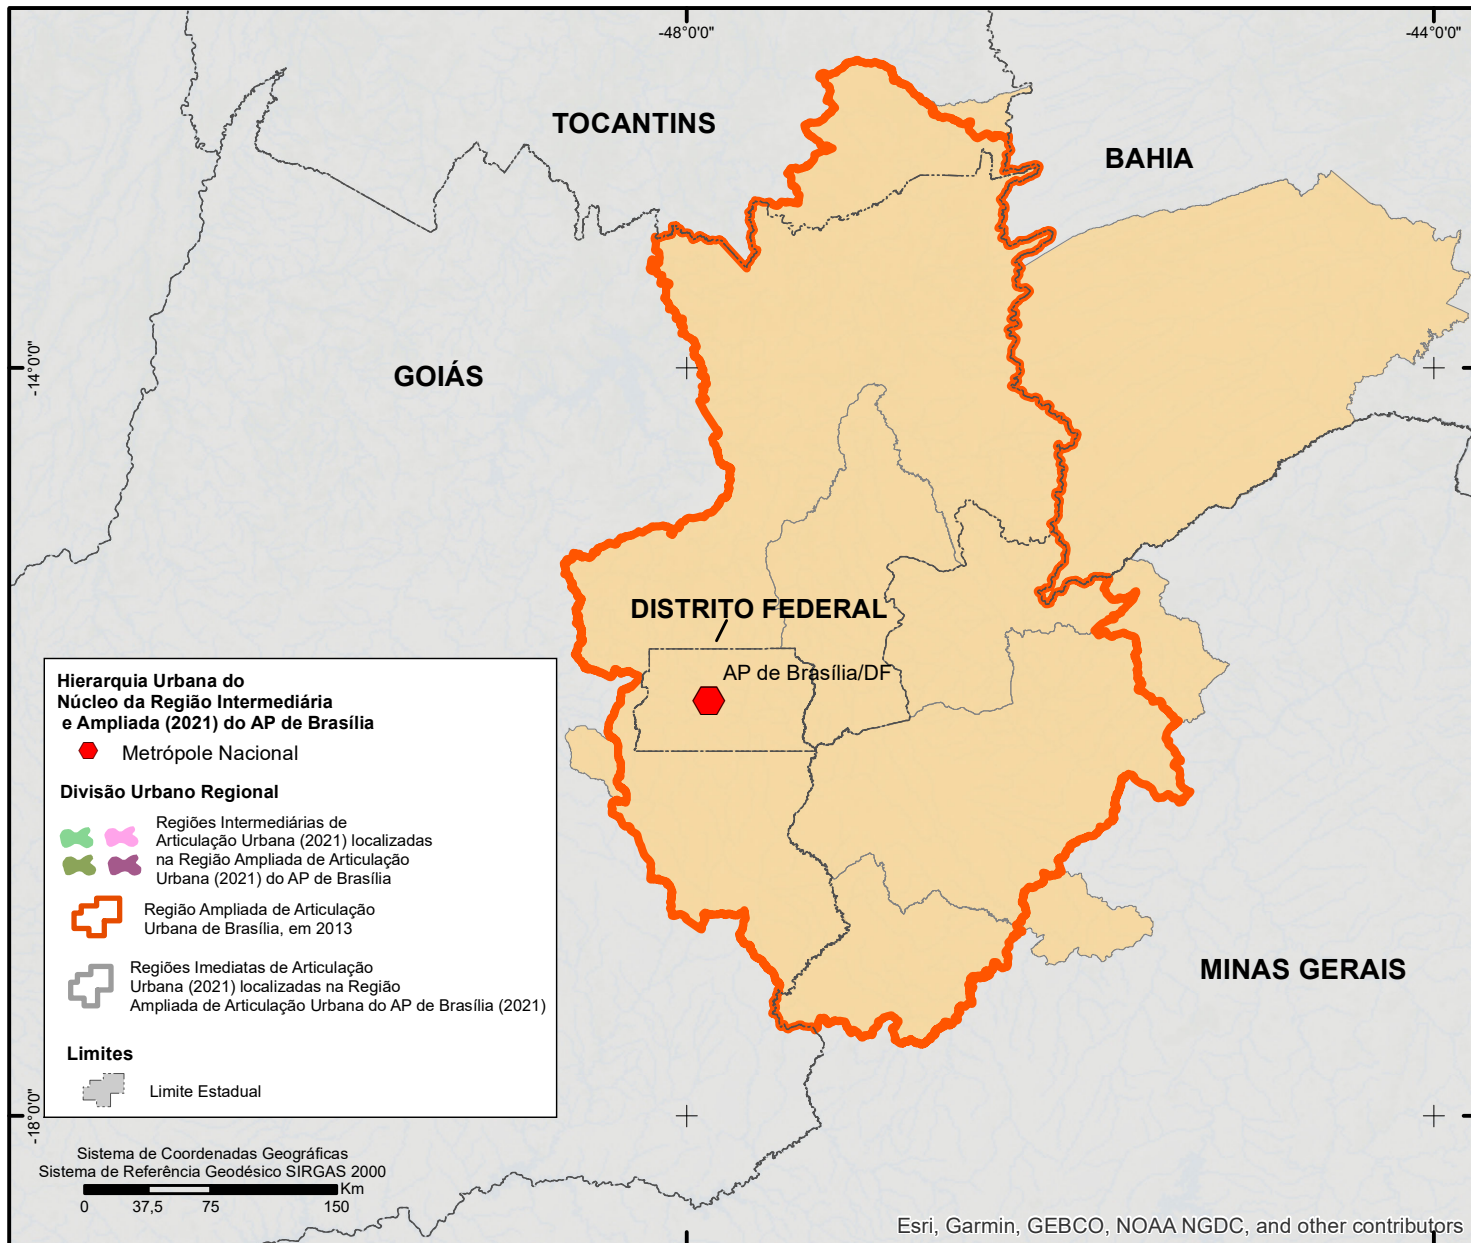 -48°0'0"
-44°0'0"
TOCANTINS
BAHIA
-14°0'0"
GOIÁS
DISTRITO FEDERAL
AP de Brasília/DF
MINAS GERAIS
-18°0'0"
Hierarquia Urbana do
Núcleo da Região Intermediária
e Ampliada (2021) do AP de Brasília
Metrópole Nacional
Divisão Urbano Regional
Regiões Intermediárias de
Articulação Urbana (2021) localizadas
na Região Ampliada de Articulação
Urbana (2021) do AP de Brasília
Região Ampliada de Articulação
Urbana de Brasília, em 2013
Regiões Imediatas de Articulação
Urbana (2021) localizadas na Região
Ampliada de Articulação Urbana do AP de Brasília (2021)
Limites
Limite Estadual
Sistema de Coordenadas Geográficas
Sistema de Referência Geodésico SIRGAS 2000
Km
0 37,5 75 150
Esri, Garmin, GEBCO, NOAA NGDC, and other contributors